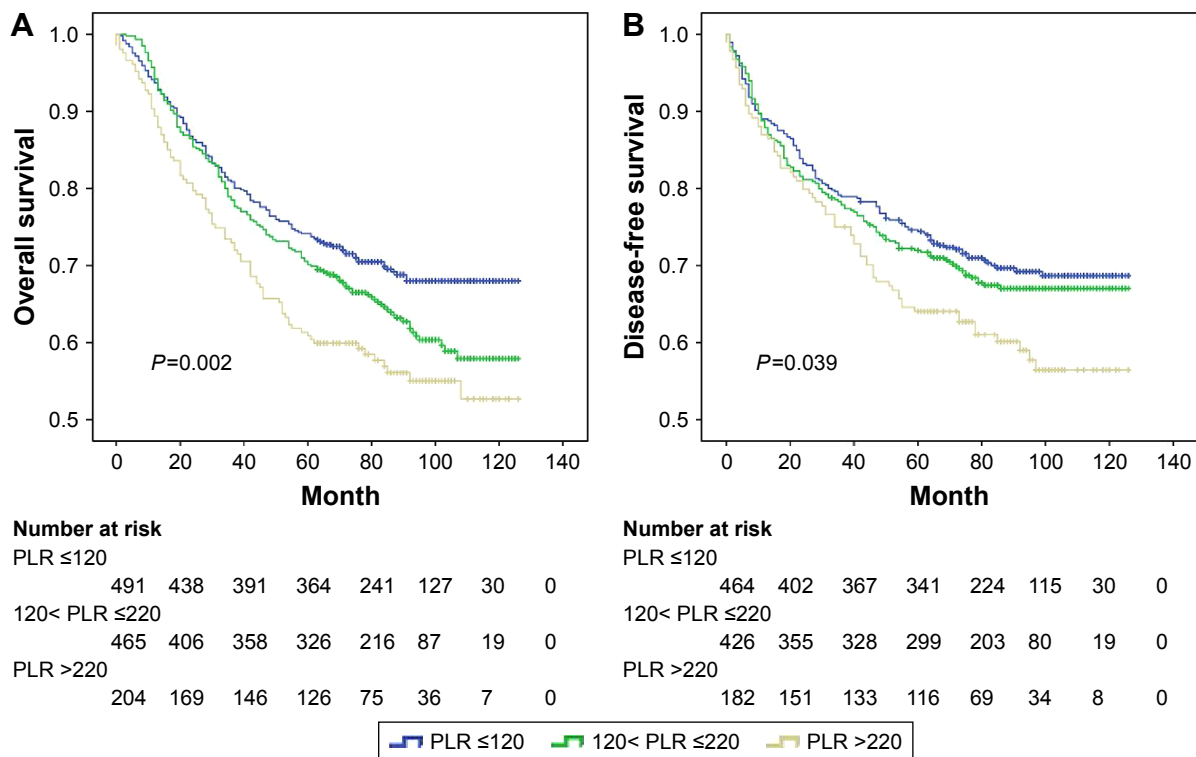 A
Overall survival
1.0
0.9
0.8
0.7
0.6
0.5
P=0.002
0 20 40 60 80 100 120 140
Month
Number at risk
PLR ≤120
491 438 391 364 241 127 30 0
120< PLR ≤220
465 406 358 326 216 87 19 0
PLR >220
204 169 146 126 75 36 7 0
B
Disease-free survival
1.0
0.9
0.8
0.7
0.6
0.5
P=0.039
0 20 40 60 80 100 120 140
Month
Number at risk
PLR ≤120
464 402 367 341 224 115 30 0
120< PLR ≤220
426 355 328 299 203 80 19 0
PLR >220
182 151 133 116 69 34 8 0
PLR ≤120 120< PLR ≤220 PLR >220